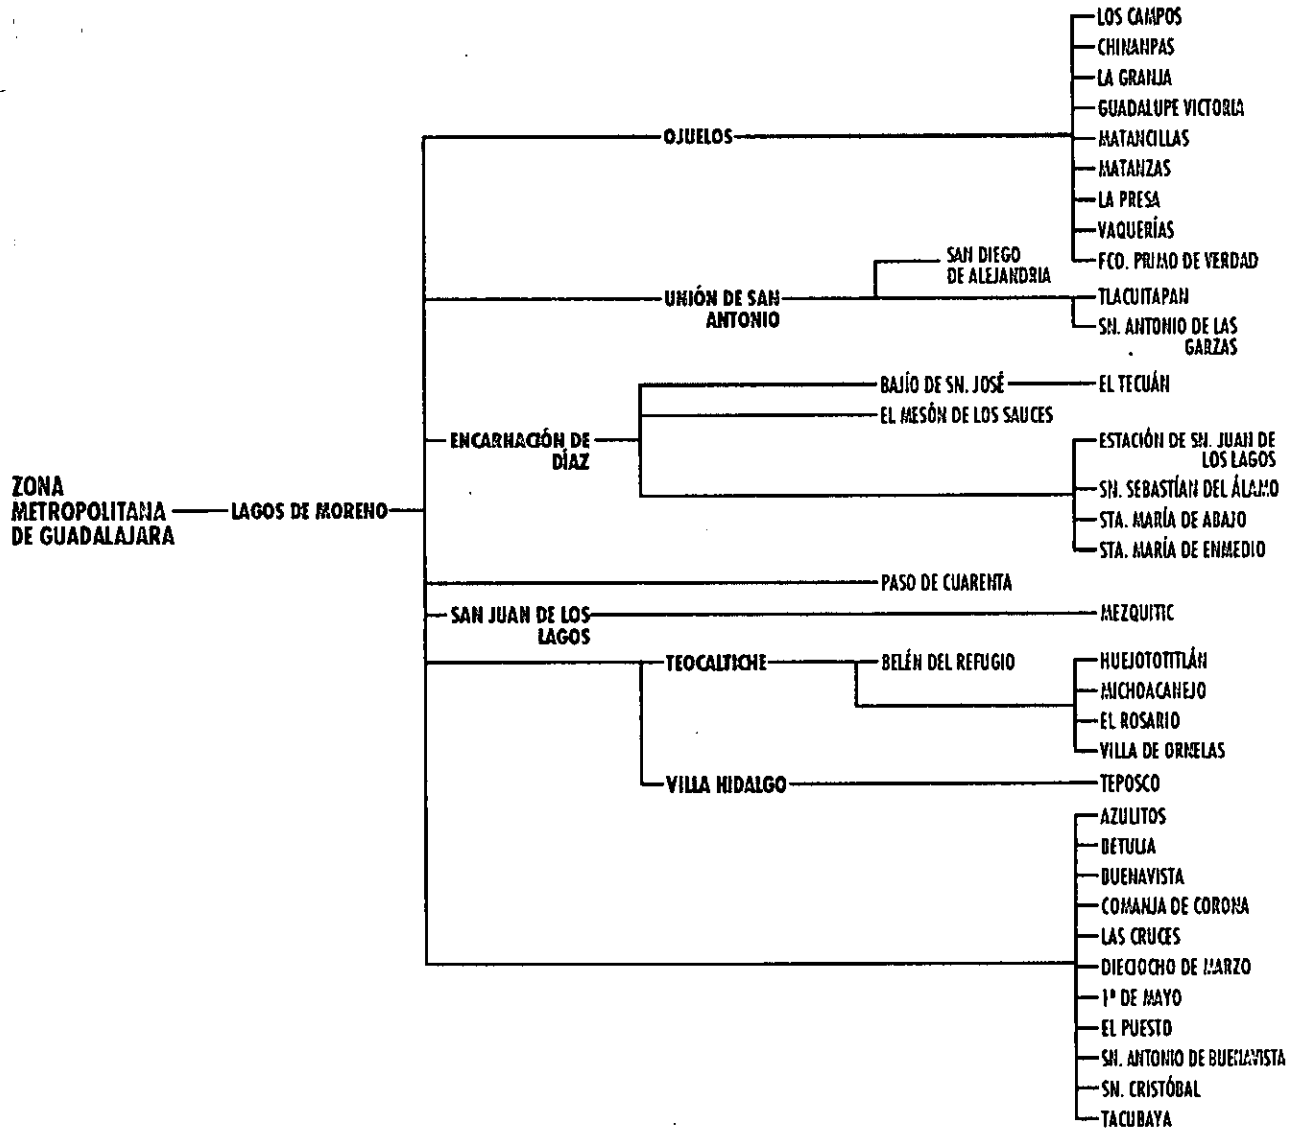 LOS CAMPOS
CHINANPAS
LA GRANJA
GUADALUPE VICTORIA
OJUELOS
MATANCILLAS
MATANZAS
LA PRESA
VAQUERÍAS
FCO. PRIMO DE VERDAD
SAN DIEGO
DE ALEJANDRIA
UNIÓN DE SAN
ANTONIO
TLACUITAPAN
SN. ANTONIO DE LAS
GARZAS
BAJÍO DE SN. JOSÉ
EL TECUÁN
EL MESÓN DE LOS SAUCES
ENCARNACIÓN DE
DÍAZ
ESTACIÓN DE SN. JUAN DE
LOS LAGOS
SN. SEBASTÍAN DEL ÁLAMO
STA. MARÍA DE ABAJO
STA. MARÍA DE ENMEDIO
ZONA
METROPOLITANA
DE GUADALAJARA
LAGOS DE MORENO
PASO DE CUARENTA
SAN JUAN DE LOS
LAGOS
MEZQUITIC
TEOCALTICHE
BELÉN DEL REFUGIO
HUEJOTOTITLÁN
MICHOACANEJO
EL ROSARIO
VILLA DE ORNELAS
VILLA HIDALGO
TEPOSCO
AZULITOS
BETULIA
BUENAVISTA
COMANJA DE CORONA
LAS CRUCES
DIECIOCHO DE MARZO
1º DE MAYO
EL PUESTO
SN. ANTONIO DE BUENAVISTA
SN. CRISTÓBAL
TACUBAYA